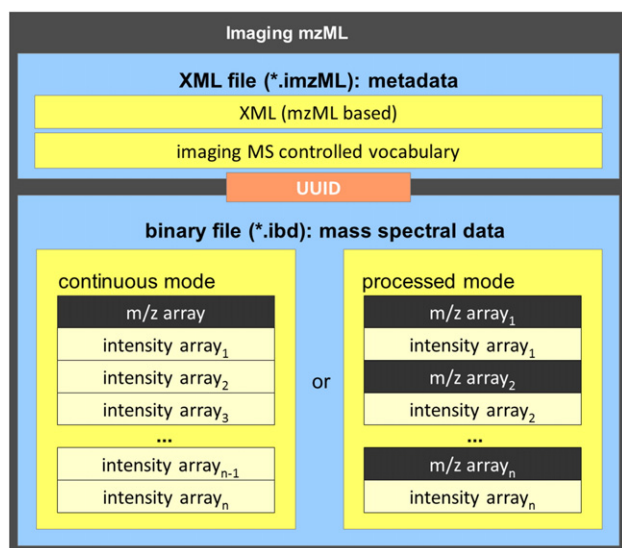 Imaging mzML
XML file (*.imzML): metadata
XML (mzML based)
imaging MS controlled vocabulary
UUID
binary file (*.ibd): mass spectral data
continuous mode
m/z array
intensity array₁
intensity array₂
intensity array₃
...
intensity arrayₙ₋₁
intensity arrayₙ
or
processed mode
m/z array₁
intensity array₁
m/z array₂
intensity array₂
...
m/z arrayₙ
intensity arrayₙ